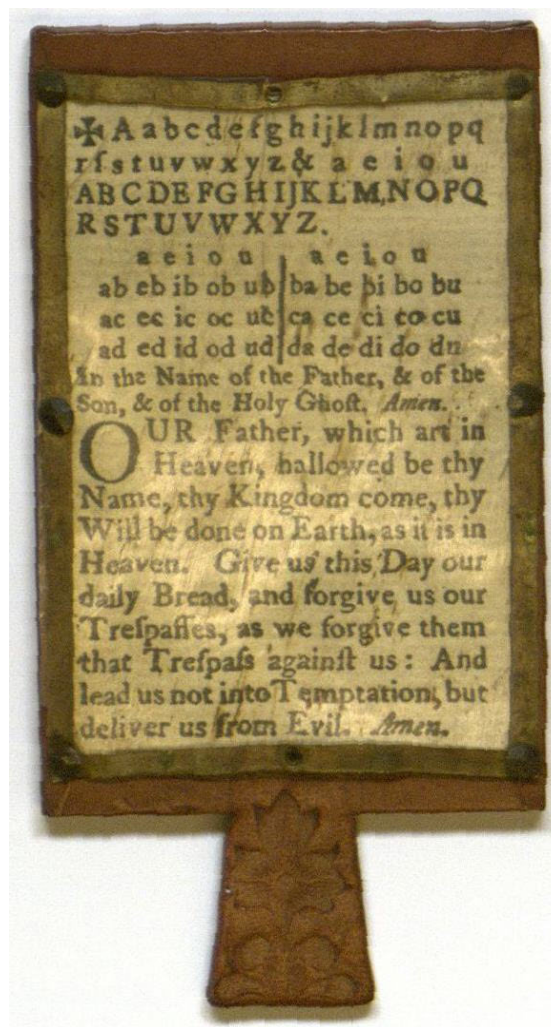 ✠ A a b c d e f g h i j k l m n o p q
r ſ s t u v w x y z & a e i o u
A B C D E F G H I J K L M, N O P Q
R S T U V W X Y Z.
a e i o u a e i o u
ab eb ib ob ub ba be bi bo bu
ac ec ic oc uc ca ce ci co cu
ad ed id od ud da de di do du
In the Name of the Father, & of the
Son, & of the Holy Ghoſt. Amen.
OUR Father, which art in
Heaven, hallowed be thy
Name, thy Kingdom come, thy
Will be done on Earth, as it is in
Heaven. Give us this Day our
daily Bread, and forgive us our
Treſpaſſes, as we forgive them
that Treſpaſs againſt us: And
lead us not into Temptation, but
deliver us from Evil. Amen.